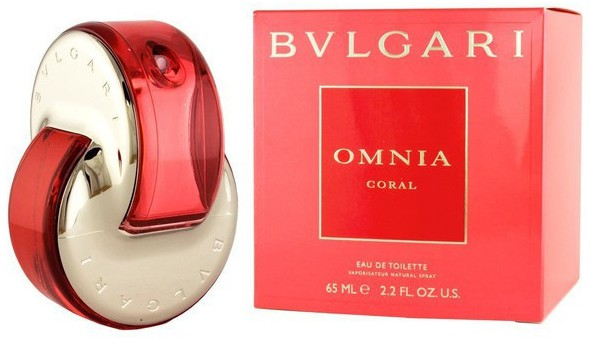 BVLGARI
BVLGARI
BVLGARI
OMNIA
CORAL
EAU DE TOILETTE
VAPORISATEUR NATURAL SPRAY
65 ML e 2.2 FL. OZ. U.S.